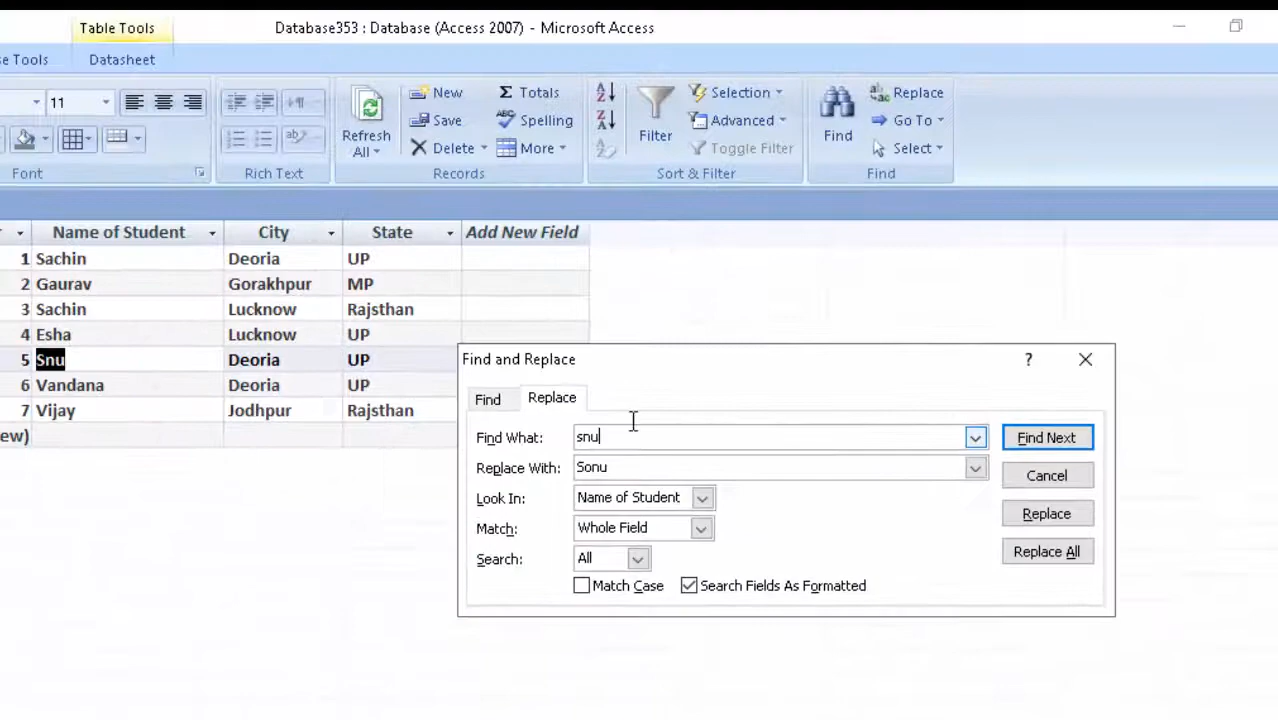 Table Tools Database353 : Database (Access 2007) - Microsoft Access
se Tools Datasheet
11 New Totals Selection Replace
Save Spelling Advanced Go To
Refresh All Delete More Filter Toggle Filter Find Select
Font Rich Text Records Sort & Filter Find
Name of Student City State Add New Field
1 Sachin Deoria UP
2 Gaurav Gorakhpur MP
3 Sachin Lucknow Rajsthan
4 Esha Lucknow UP
5 Snu Deoria UP
6 Vandana Deoria UP
7 Vijay Jodhpur Rajsthan
ew)
Find and Replace ?
Find Replace
Find What: snu Find Next
Replace With: Sonu Cancel
Look In: Name of Student
Replace
Match: Whole Field
Replace All
Search: All
Match Case Search Fields As Formatted